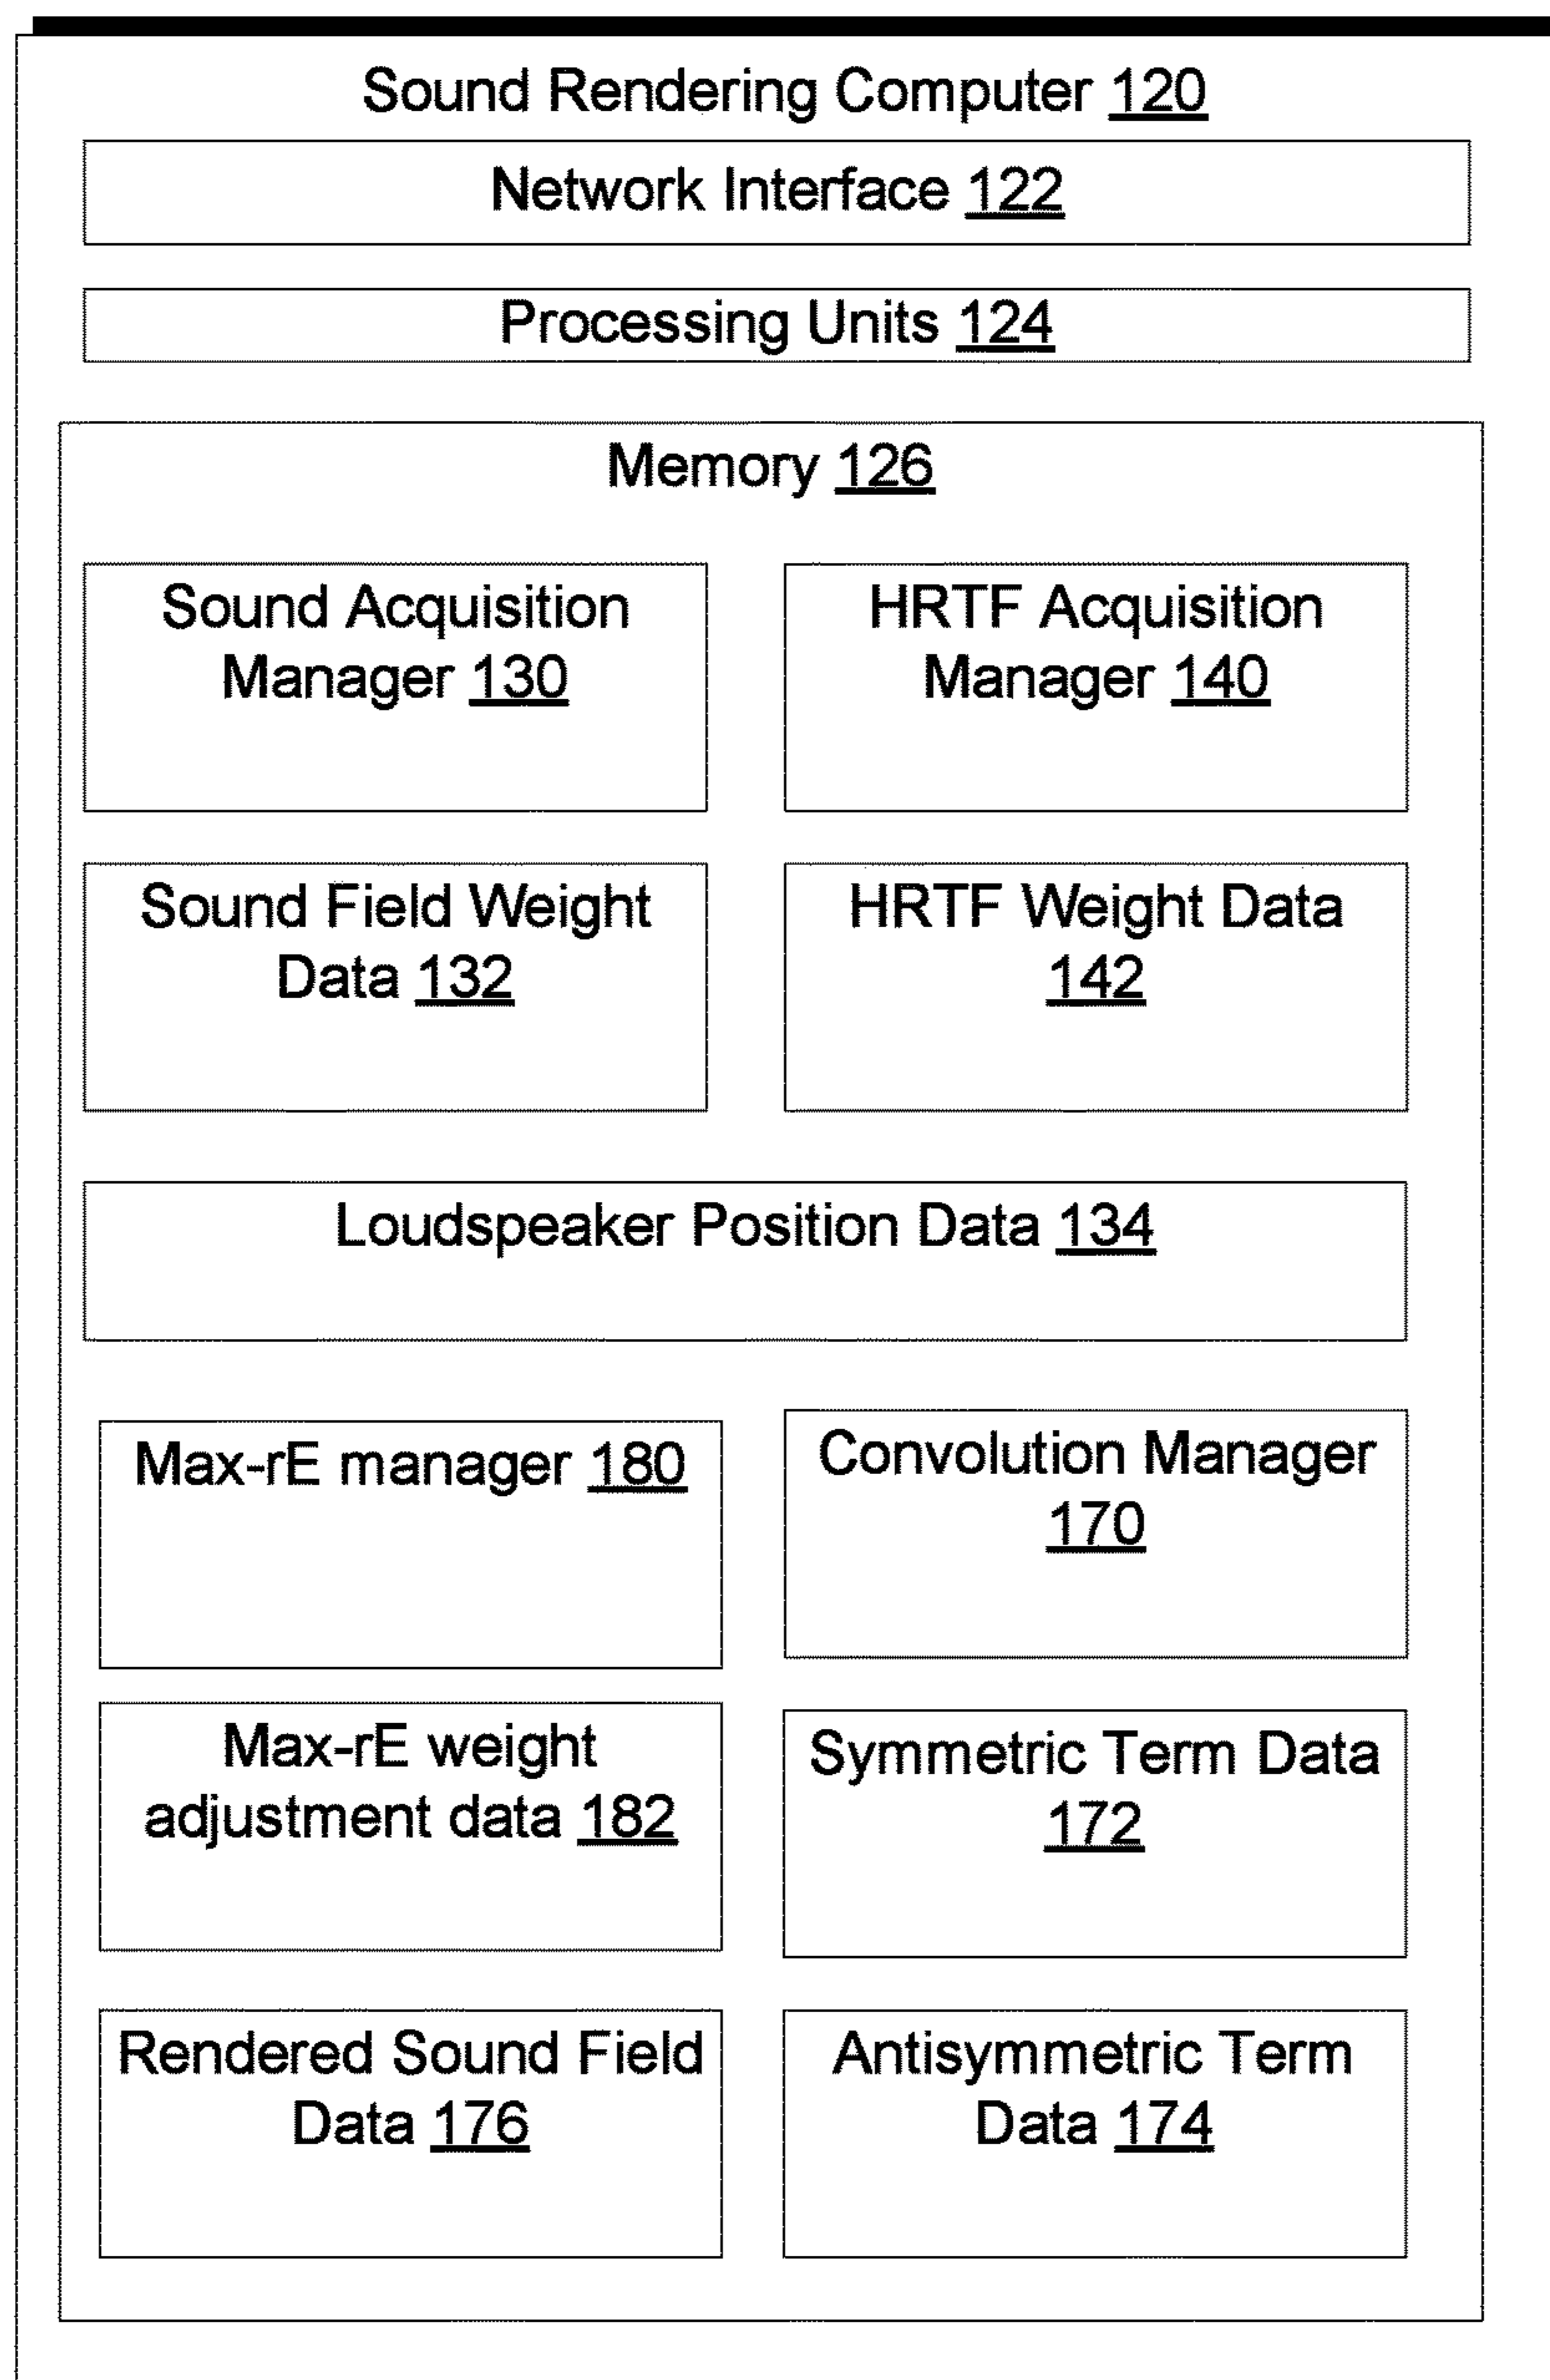 Sound Rendering Computer 120
Network Interface 122
Processing Units 124
Memory 126
Sound Acquisition
Manager 130
HRTF Acquisition
Manager 140
Sound Field Weight
Data 132
HRTF Weight Data
142
Loudspeaker Position Data 134
Max-rE manager 180
Convolution Manager
170
Max-rE weight
adjustment data 182
Symmetric Term Data
172
Rendered Sound Field
Data 176
Antisymmetric Term
Data 174